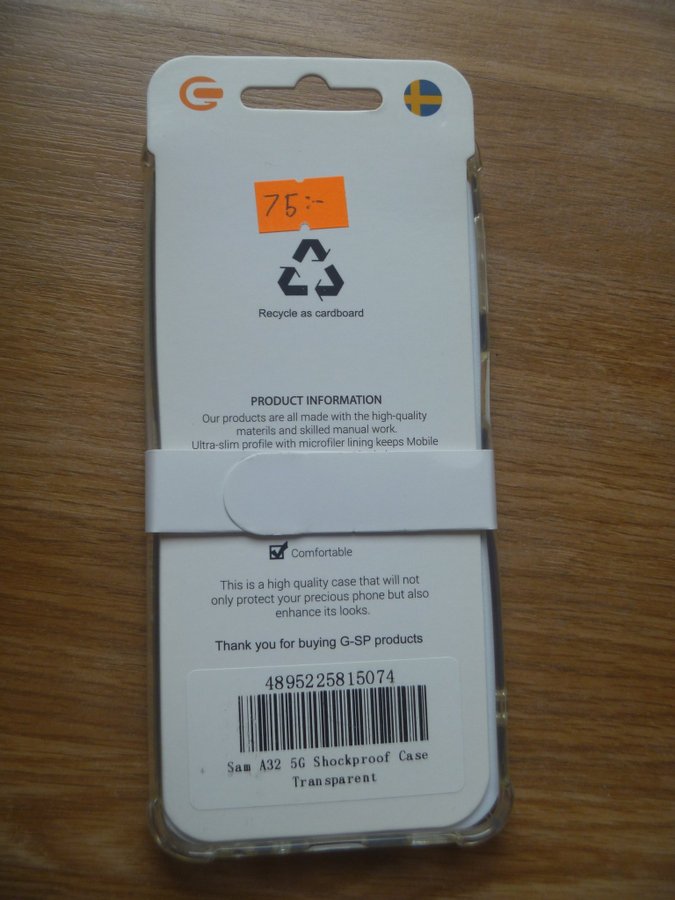 75:-
Recycle as cardboard
PRODUCT INFORMATION
Our products are all made with the high-quality
materils and skilled manual work.
Ultra-slim profile with microfiler lining keeps Mobile
Comfortable
This is a high quality case that will not
only protect your precious phone but also
enhance its looks.
Thank you for buying G-SP products
4895225815074
Sam A32 5G Shockproof Case
Transparent